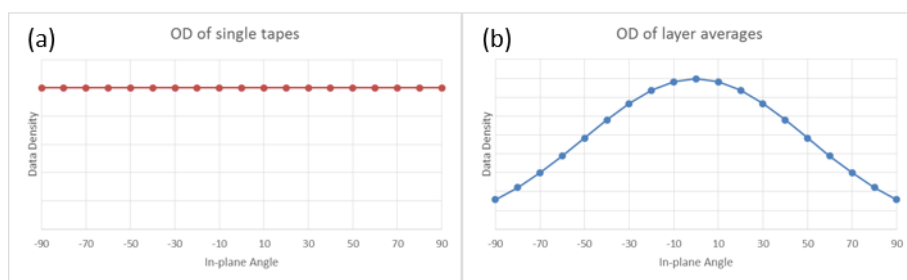 (a)
OD of single tapes
Data Density
-90 -70 -50 -30 -10 10 30 50 70 90
In-plane Angle
(b)
OD of layer averages
Data Density
-90 -70 -50 -30 -10 10 30 50 70 90
In-plane Angle